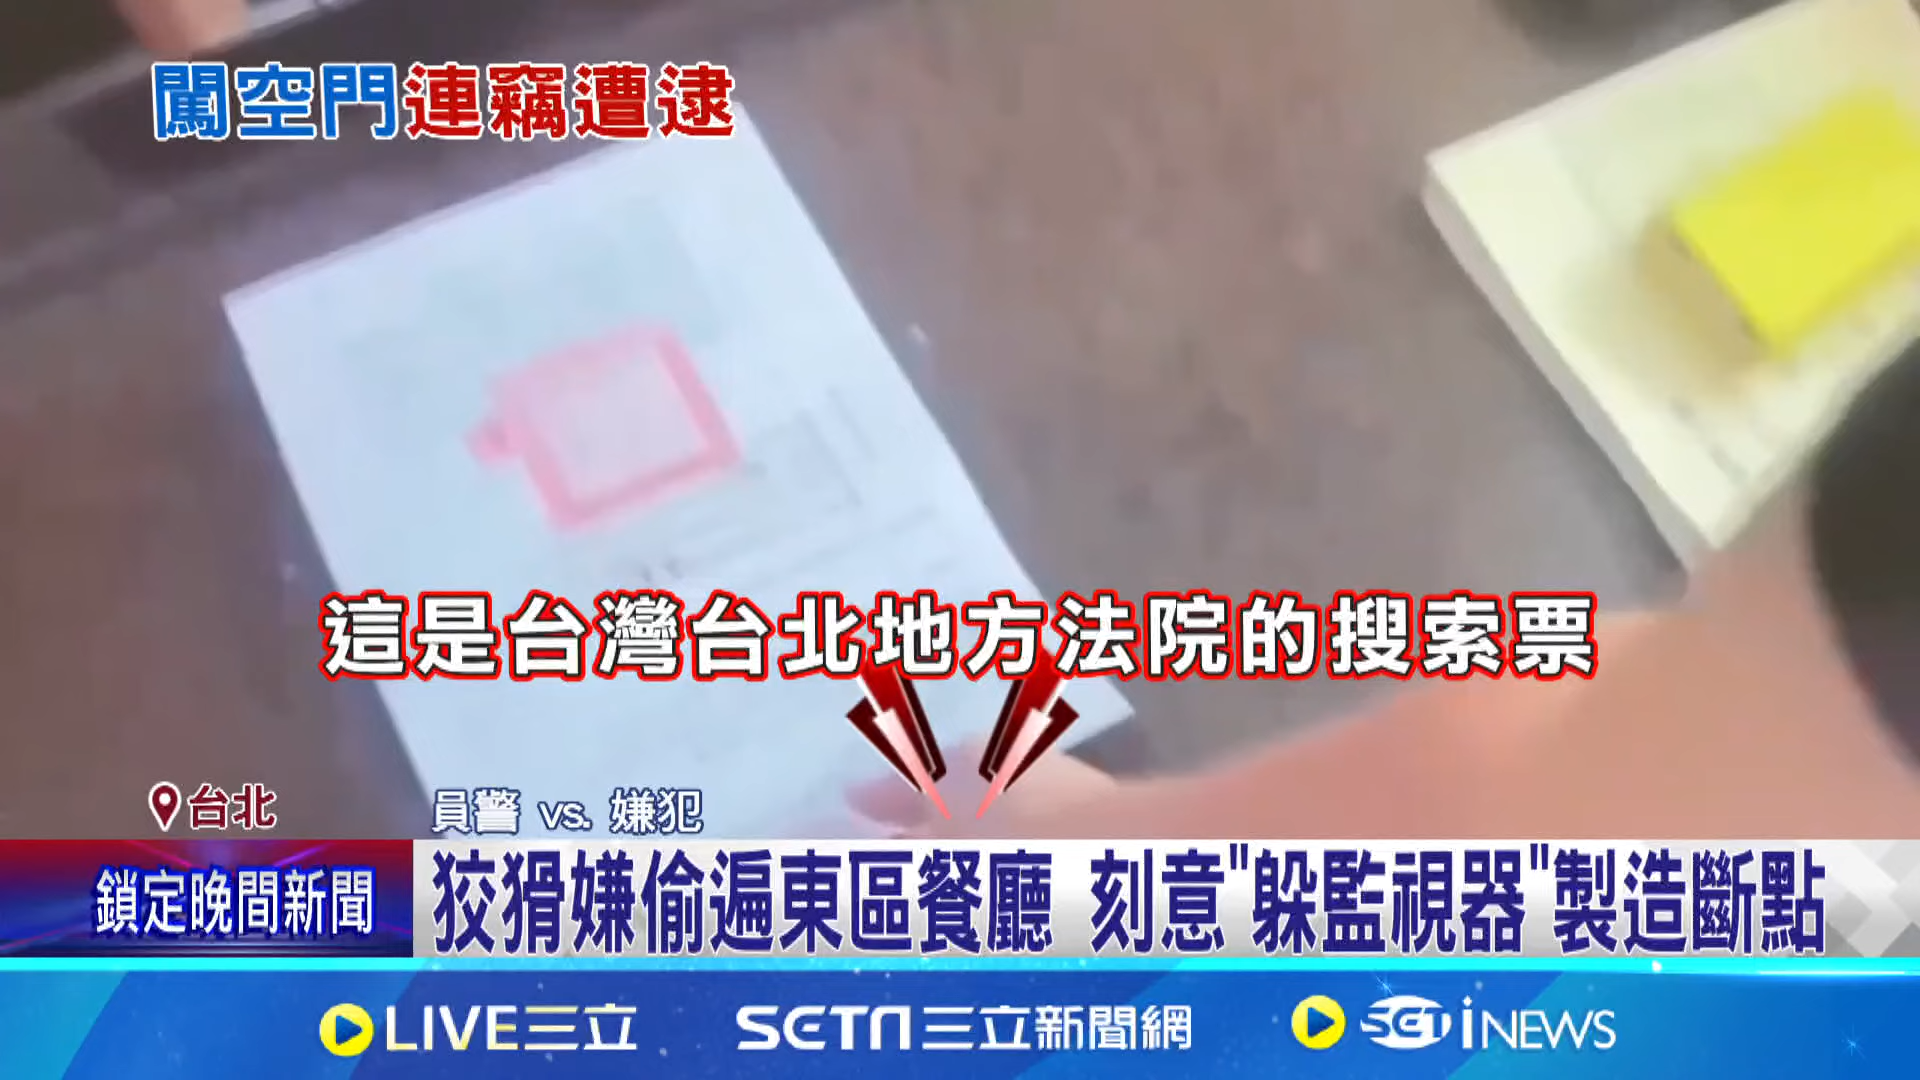 闖空門連竊遭逮
這是台灣台北地方法院的搜索票
台北
員警 vs. 嫌犯
鎖定晚間新聞
狡猾嫌偷遍東區餐廳 刻意"躲監視器"製造斷點
LIVE三立
SETN三立新聞網
SETiNEWS